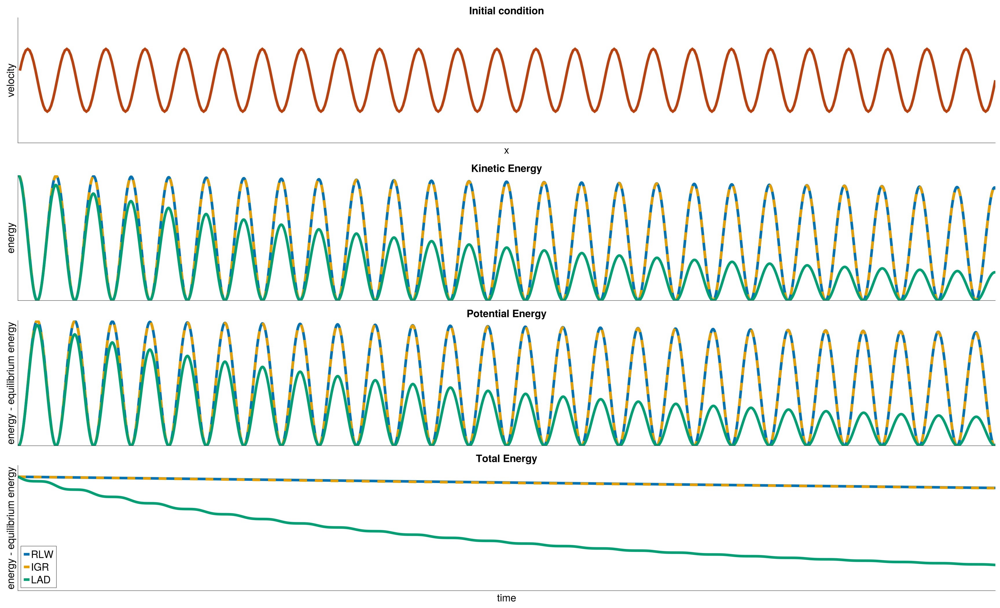 Initial condition
velocity
x
Kinetic Energy
energy
Potential Energy
energy - equilibrium energy
Total Energy
energy - equilibrium energy
RLW
IGR
LAD
time